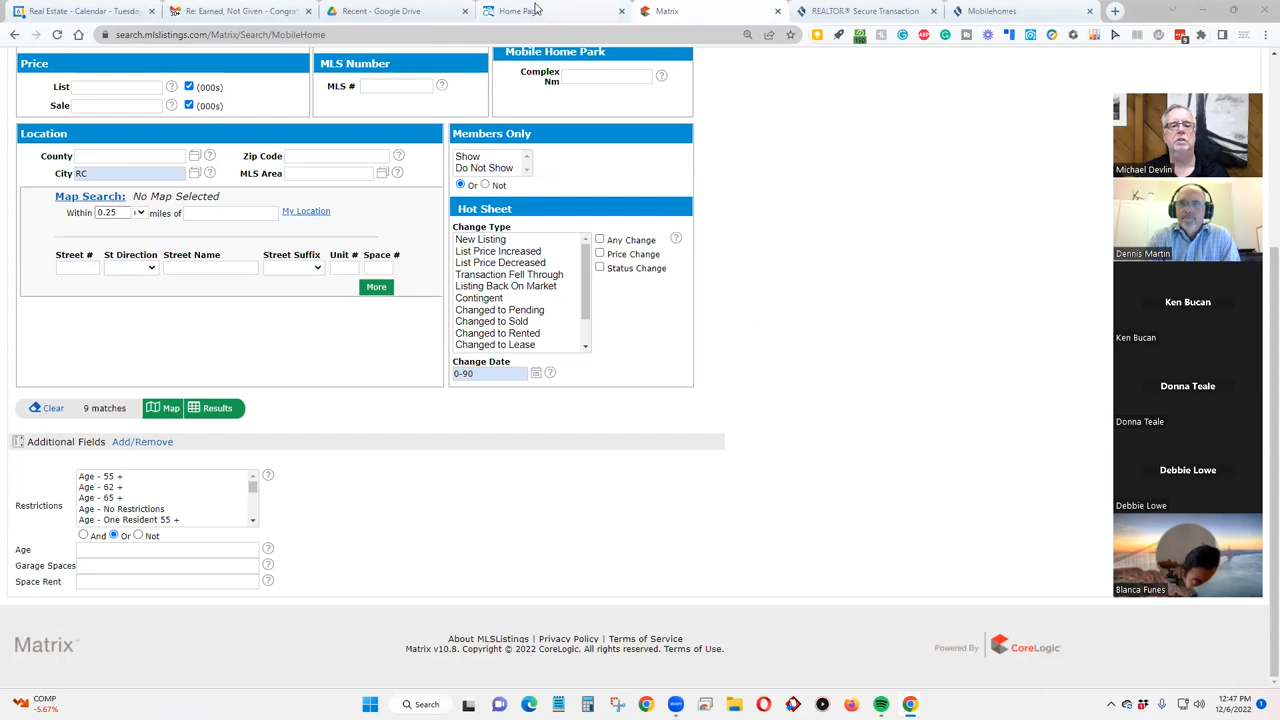 Real Estate - Calendar - Tuesday,
Re: Earned, Not Given - Congrat
Recent - Google Drive
Home Pag
Matrix
REALTOR® Secure Transaction
Mobilehomes
search.mlslistings.com/Matrix/Search/MobileHome
Price
MLS Number
Mobile Home Park
List
(000s)
Sale
(000s)
MLS #
Complex Nm
Location
County
Zip Code
City RC
MLS Area
Map Search: No Map Selected
Within 0.25 miles of
My Location
Street # St Direction Street Name Street Suffix Unit # Space #
More
Members Only
Show
Do Not Show
Or Not
Hot Sheet
Change Type
New Listing
List Price Increased
List Price Decreased
Transaction Fell Through
Listing Back On Market
Contingent
Changed to Pending
Changed to Sold
Changed to Rented
Changed to Lease
Any Change
Price Change
Status Change
Change Date
0-90
Clear 9 matches Map Results
Additional Fields Add/Remove
Restrictions
Age - 55 +
Age - 62 +
Age - 65 +
Age - No Restrictions
Age - One Resident 55 +
And Or Not
Age
Garage Spaces
Space Rent
Matrix
About MLSListings | Privacy Policy | Terms of Service
Matrix v10.8. Copyright © 2022 CoreLogic. All rights reserved. Terms of Use.
Powered By CoreLogic
Michael Devlin
Dennis Martin
Ken Bucan
Ken Bucan
Donna Teale
Donna Teale
Debbie Lowe
Debbie Lowe
Blanca Funes
COMP
-5.67%
Search
12:47 PM
12/6/2022